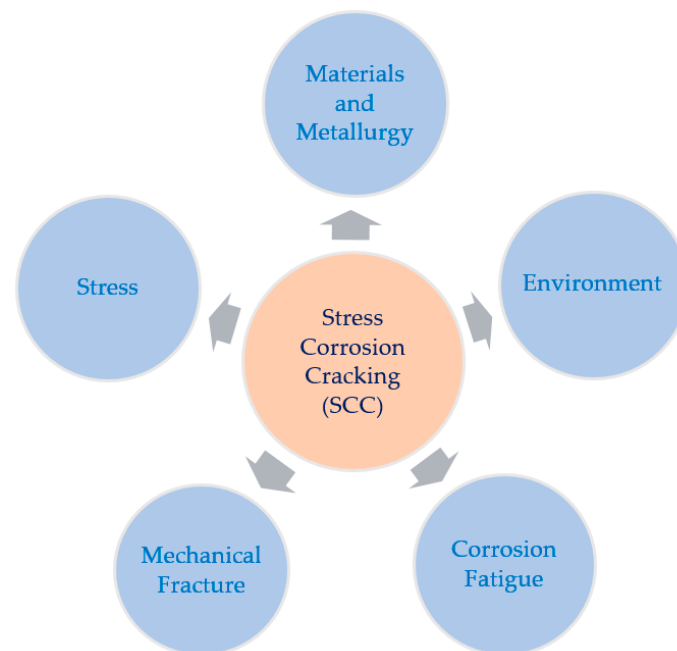 Materials
and
Metallurgy
Stress
Environment
Stress
Corrosion
Cracking
(SCC)
Mechanical
Fracture
Corrosion
Fatigue